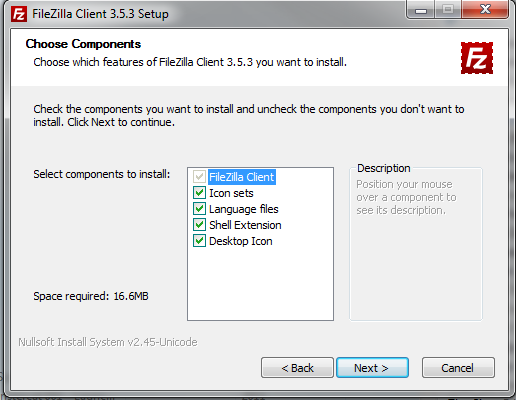 FileZilla Client 3.5.3 Setup
Choose Components
Choose which features of FileZilla Client 3.5.3 you want to install.
FZ
Check the components you want to install and uncheck the components you don't want to
install. Click Next to continue.
Select components to install:
FileZilla Client
Icon sets
Language files
Shell Extension
Desktop Icon
Description
Position your mouse
over a component to
see its description.
Space required: 16.6MB
Nullsoft Install System v2.45-Unicode
< Back
Next >
Cancel